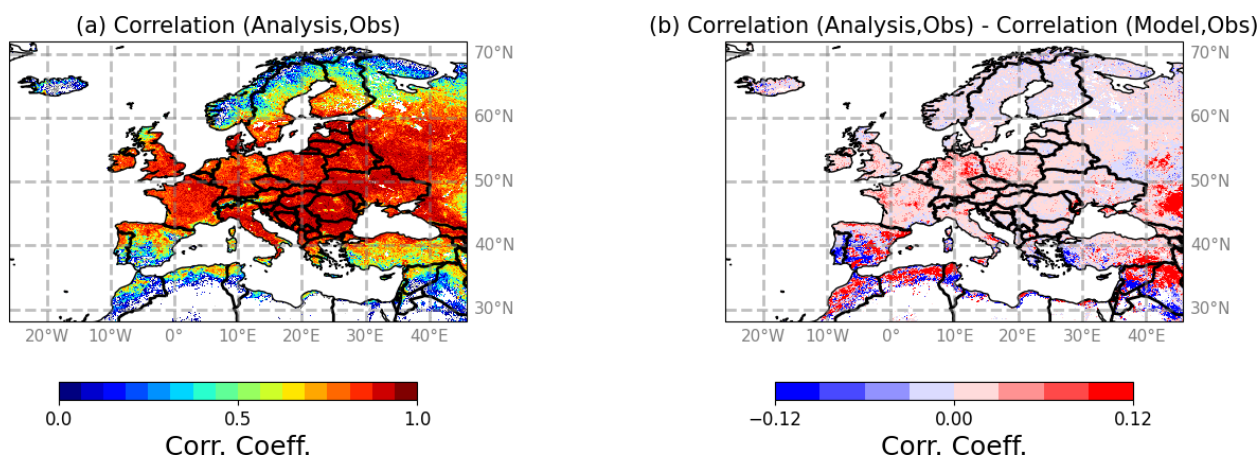 (a) Correlation (Analysis,Obs)
70°N
60°N
50°N
40°N
30°N
20°W 10°W 0° 10°E 20°E 30°E 40°E
0.0 0.5 1.0
Corr. Coeff.
(b) Correlation (Analysis,Obs) - Correlation (Model,Obs)
70°N
60°N
50°N
40°N
30°N
20°W 10°W 0° 10°E 20°E 30°E 40°E
−0.12 0.00 0.12
Corr. Coeff.